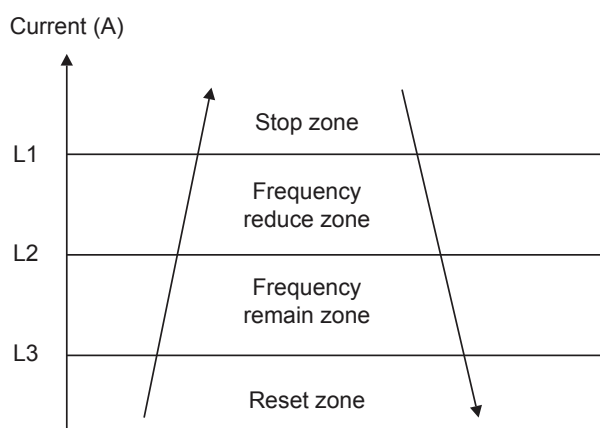 Current (A)
Stop zone
L1
Frequency
reduce zone
L2
Frequency
remain zone
L3
Reset zone